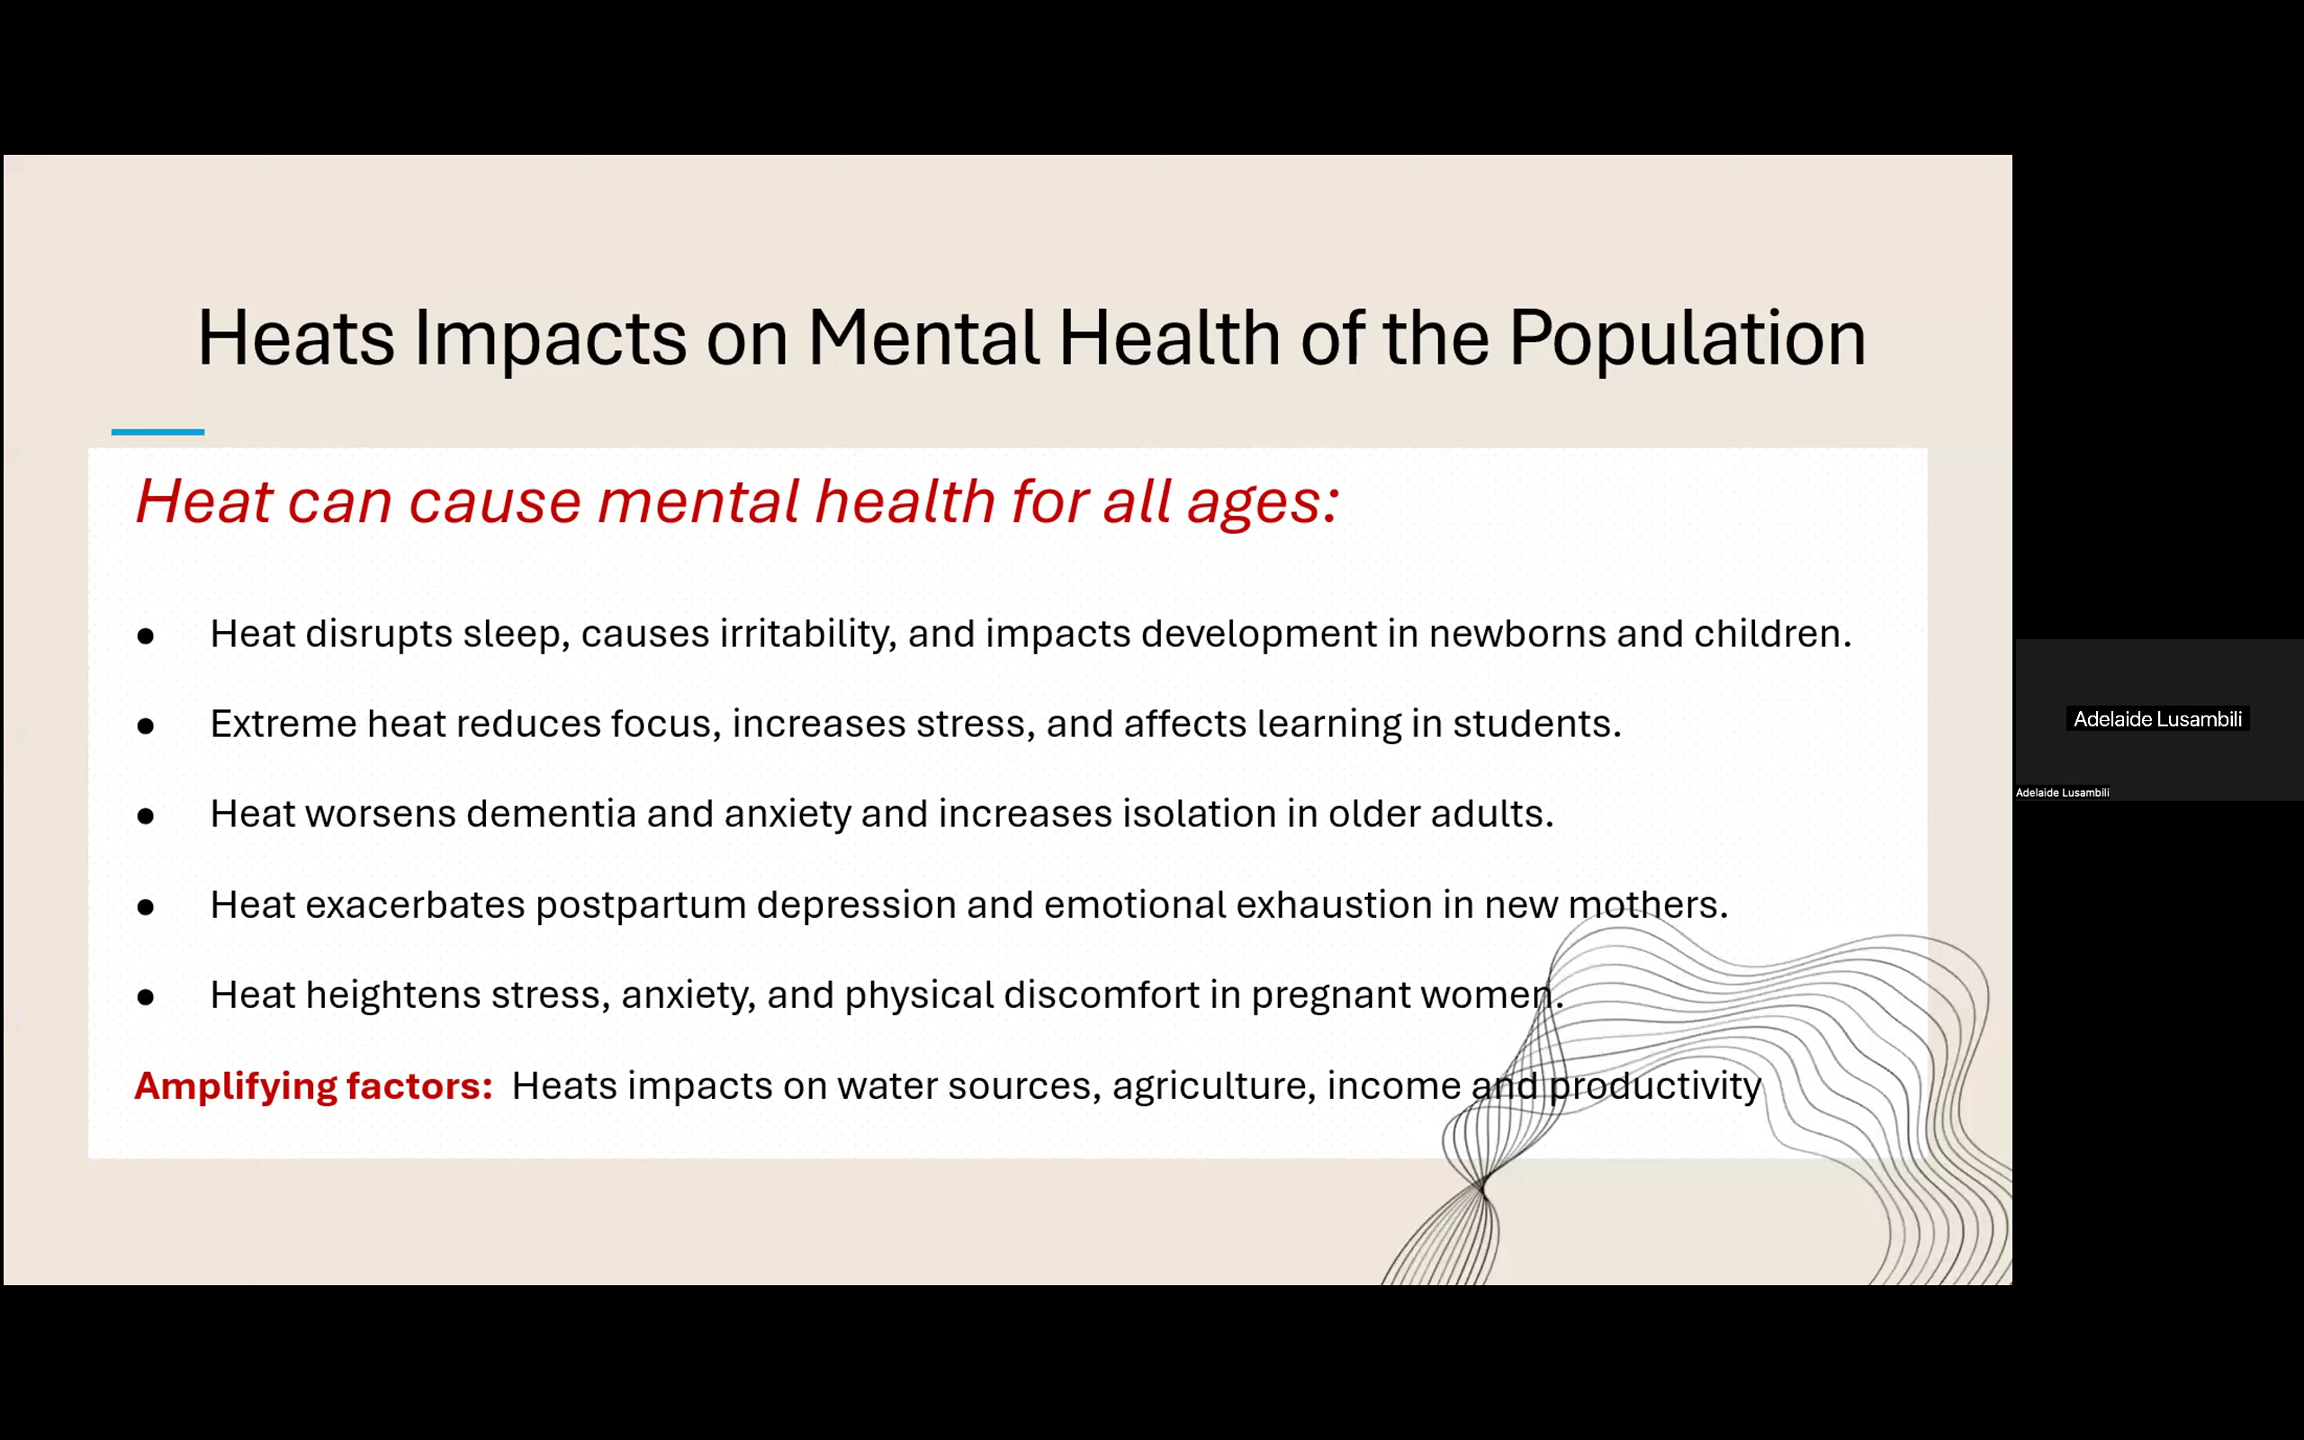 Heats Impacts on Mental Health of the Population
Heat can cause mental health for all ages:
● Heat disrupts sleep, causes irritability, and impacts development in newborns and children.
● Extreme heat reduces focus, increases stress, and affects learning in students.
● Heat worsens dementia and anxiety and increases isolation in older adults.
● Heat exacerbates postpartum depression and emotional exhaustion in new mothers.
● Heat heightens stress, anxiety, and physical discomfort in pregnant women.
Amplifying factors: Heats impacts on water sources, agriculture, income and productivity
Adelaide Lusambili
Adelaide Lusambili